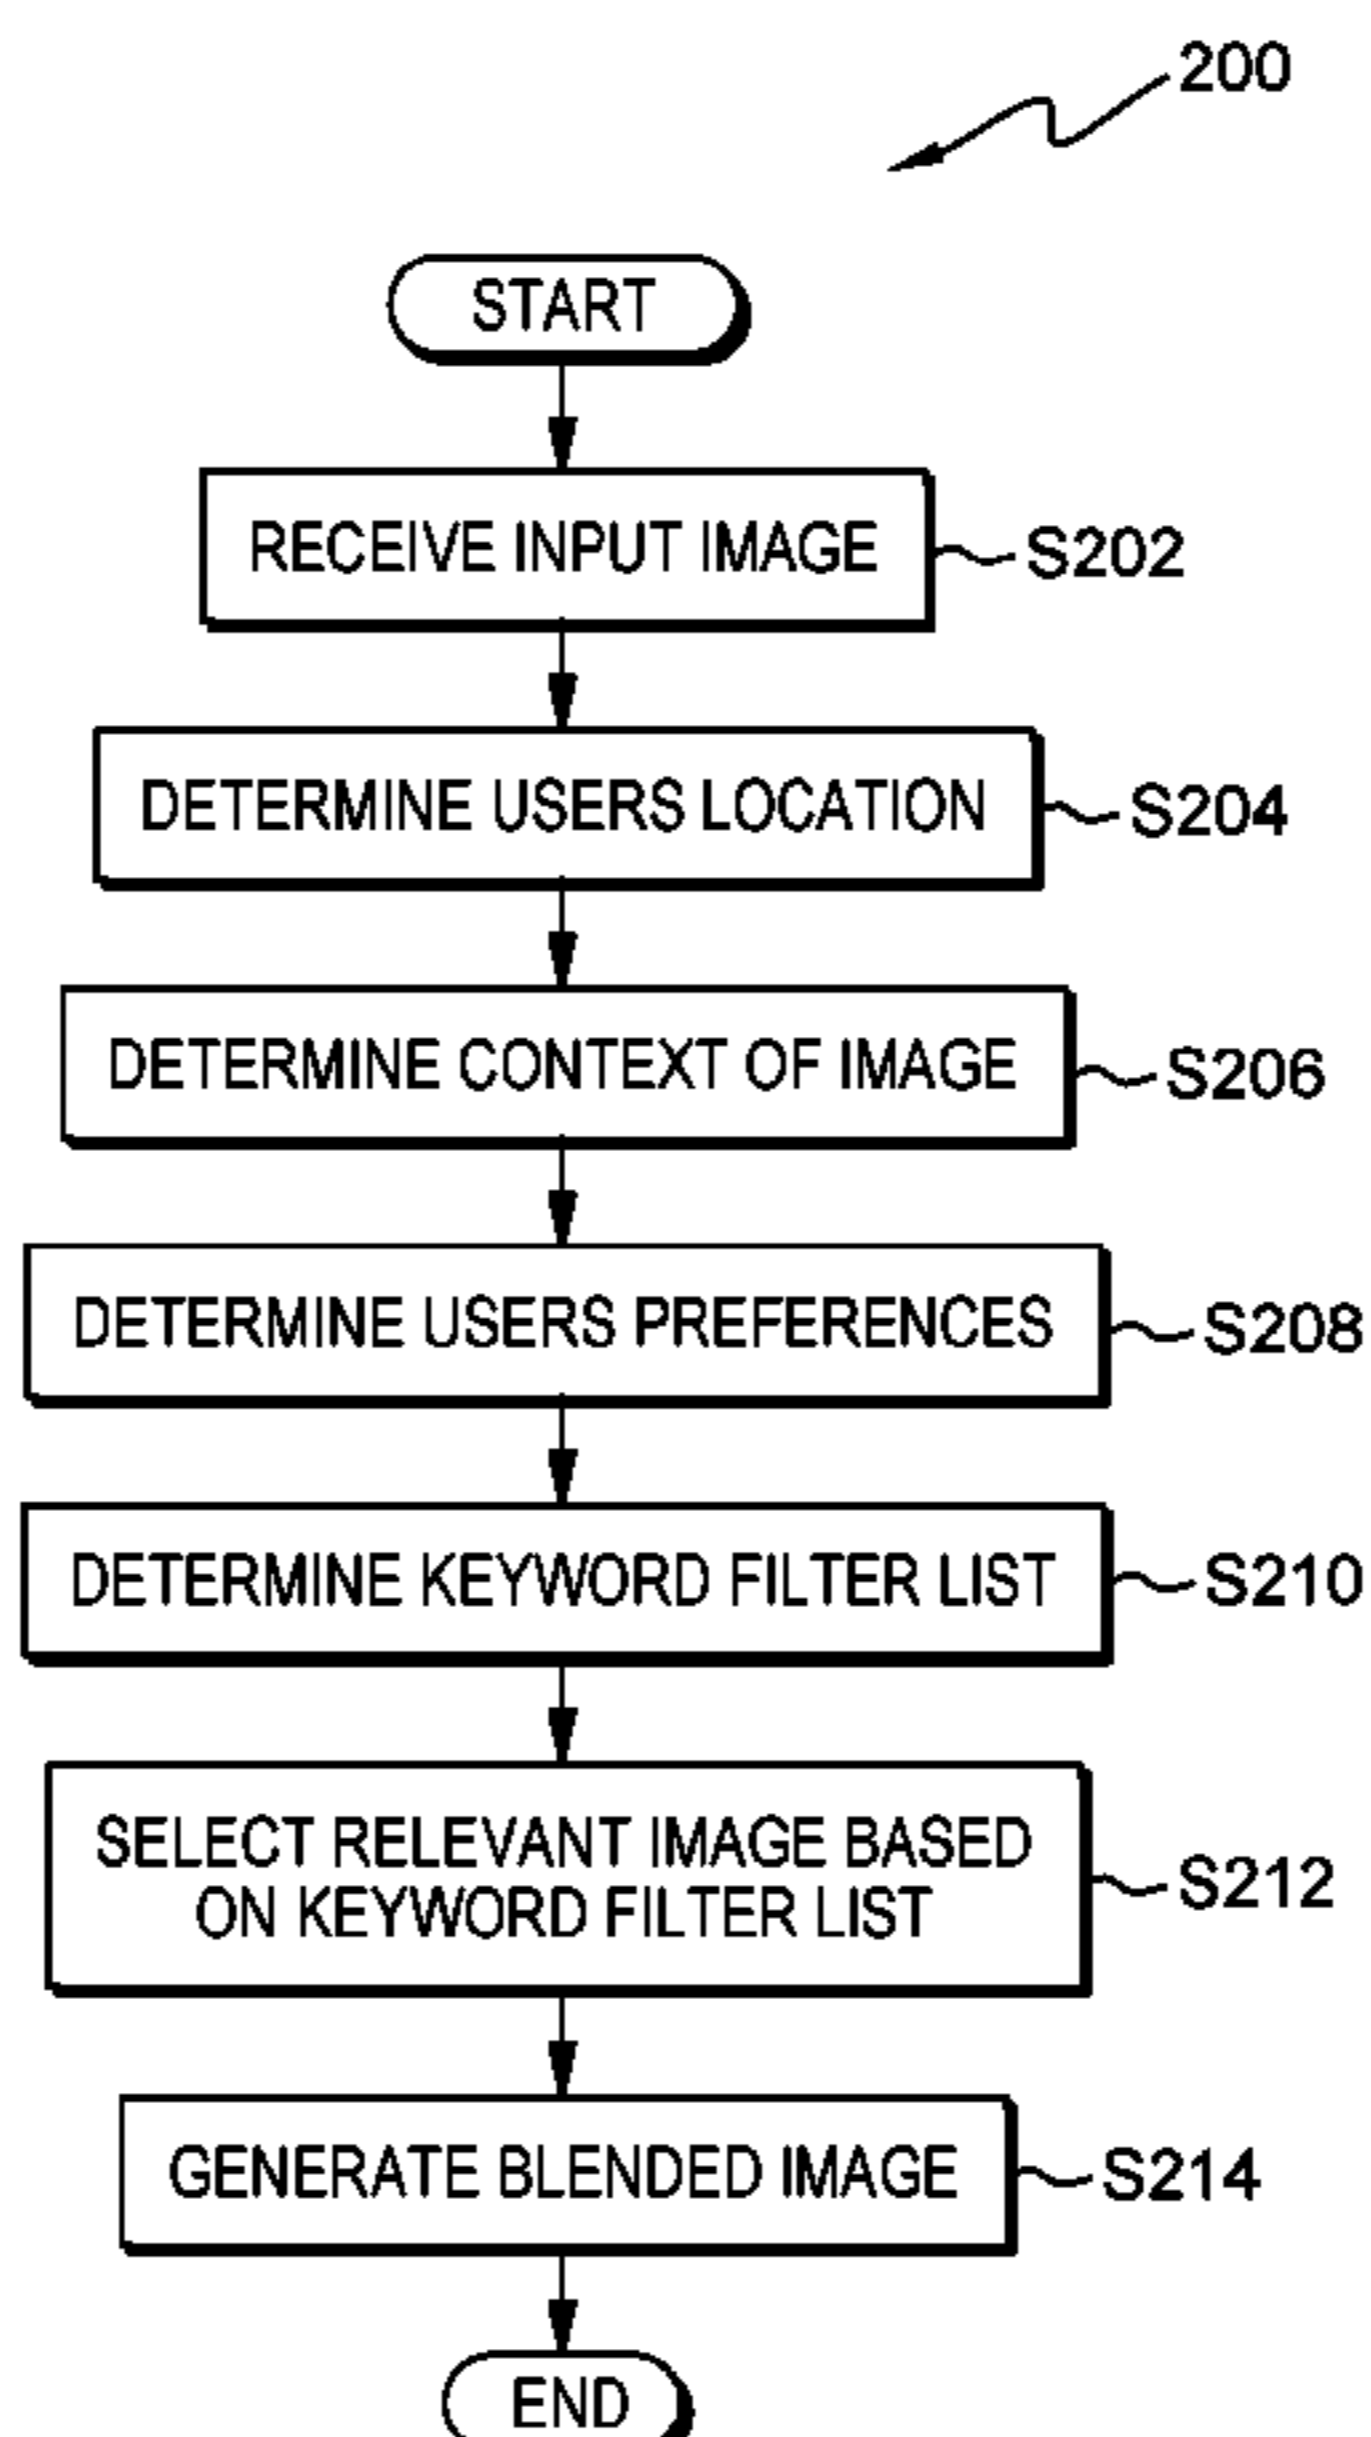 200
START
RECEIVE INPUT IMAGE
S202
DETERMINE USERS LOCATION
S204
DETERMINE CONTEXT OF IMAGE
S206
DETERMINE USERS PREFERENCES
S208
DETERMINE KEYWORD FILTER LIST
S210
SELECT RELEVANT IMAGE BASED
ON KEYWORD FILTER LIST
S212
GENERATE BLENDED IMAGE
S214
END